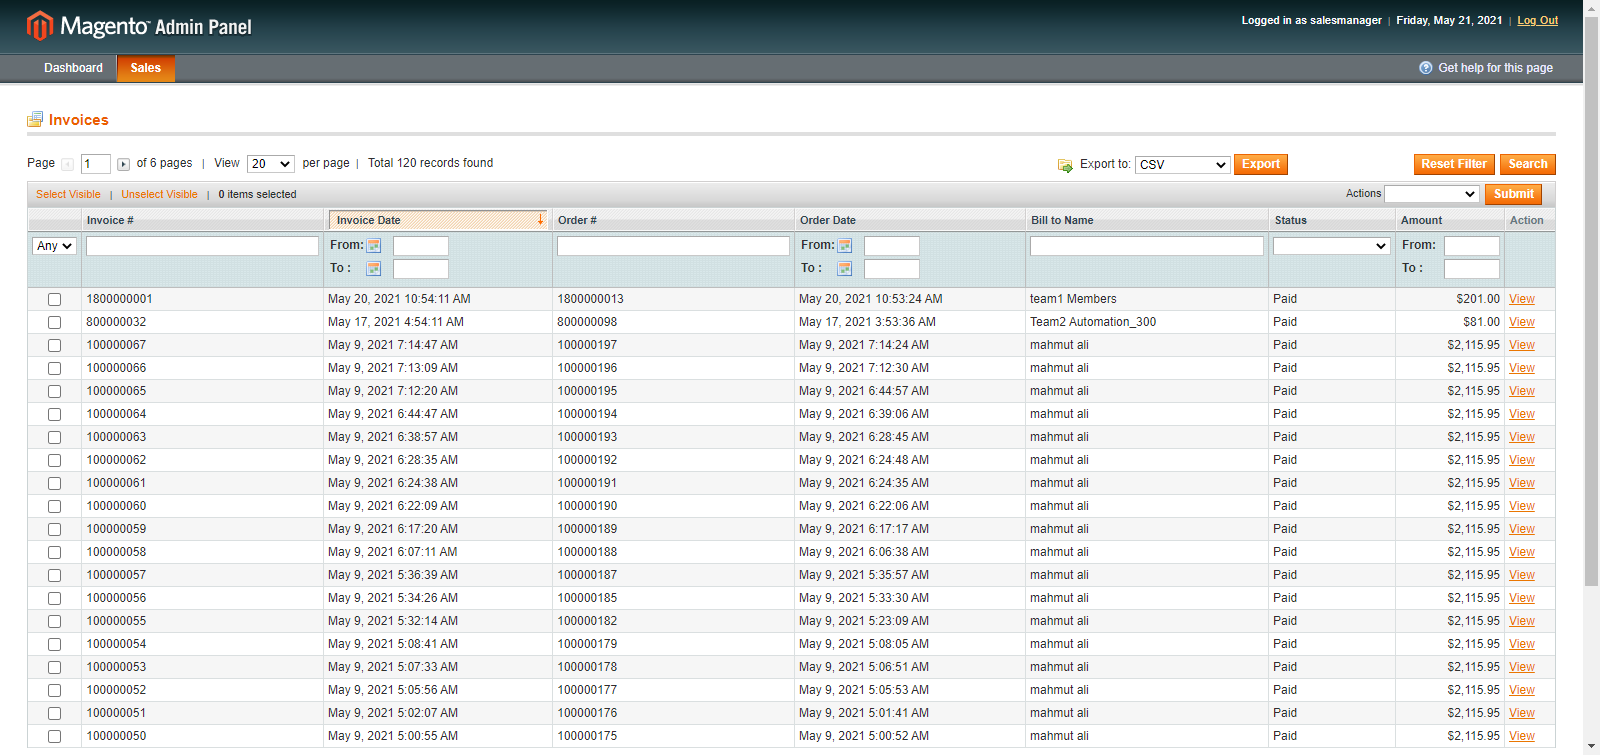 Magento Admin Panel
Logged in as salesmanager | Friday, May 21, 2021 | Log Out
Dashboard Sales Get help for this page
Invoices
Page 1 of 6 pages | View 20 per page | Total 120 records found Export to: CSV Export Reset Filter Search
Select Visible | Unselect Visible | 0 items selected Actions Submit
Invoice # Invoice Date Order # Order Date Bill to Name Status Amount Action
Any From: From: From:
To : To : To :
1800000001 May 20, 2021 10:54:11 AM 1800000013 May 20, 2021 10:53:24 AM team1 Members Paid $201.00 View
800000032 May 17, 2021 4:54:11 AM 800000098 May 17, 2021 3:53:36 AM Team2 Automation_300 Paid $81.00 View
100000067 May 9, 2021 7:14:47 AM 100000197 May 9, 2021 7:14:24 AM mahmut ali Paid $2,115.95 View
100000066 May 9, 2021 7:13:09 AM 100000196 May 9, 2021 7:12:30 AM mahmut ali Paid $2,115.95 View
100000065 May 9, 2021 7:12:20 AM 100000195 May 9, 2021 6:44:57 AM mahmut ali Paid $2,115.95 View
100000064 May 9, 2021 6:44:47 AM 100000194 May 9, 2021 6:39:06 AM mahmut ali Paid $2,115.95 View
100000063 May 9, 2021 6:38:57 AM 100000193 May 9, 2021 6:28:45 AM mahmut ali Paid $2,115.95 View
100000062 May 9, 2021 6:28:35 AM 100000192 May 9, 2021 6:24:48 AM mahmut ali Paid $2,115.95 View
100000061 May 9, 2021 6:24:38 AM 100000191 May 9, 2021 6:24:35 AM mahmut ali Paid $2,115.95 View
100000060 May 9, 2021 6:22:09 AM 100000190 May 9, 2021 6:22:06 AM mahmut ali Paid $2,115.95 View
100000059 May 9, 2021 6:17:20 AM 100000189 May 9, 2021 6:17:17 AM mahmut ali Paid $2,115.95 View
100000058 May 9, 2021 6:07:11 AM 100000188 May 9, 2021 6:06:38 AM mahmut ali Paid $2,115.95 View
100000057 May 9, 2021 5:36:39 AM 100000187 May 9, 2021 5:35:57 AM mahmut ali Paid $2,115.95 View
100000056 May 9, 2021 5:34:26 AM 100000185 May 9, 2021 5:33:30 AM mahmut ali Paid $2,115.95 View
100000055 May 9, 2021 5:32:14 AM 100000182 May 9, 2021 5:23:09 AM mahmut ali Paid $2,115.95 View
100000054 May 9, 2021 5:08:41 AM 100000179 May 9, 2021 5:08:05 AM mahmut ali Paid $2,115.95 View
100000053 May 9, 2021 5:07:33 AM 100000178 May 9, 2021 5:06:51 AM mahmut ali Paid $2,115.95 View
100000052 May 9, 2021 5:05:56 AM 100000177 May 9, 2021 5:05:53 AM mahmut ali Paid $2,115.95 View
100000051 May 9, 2021 5:02:07 AM 100000176 May 9, 2021 5:01:41 AM mahmut ali Paid $2,115.95 View
100000050 May 9, 2021 5:00:55 AM 100000175 May 9, 2021 5:00:52 AM mahmut ali Paid $2,115.95 View